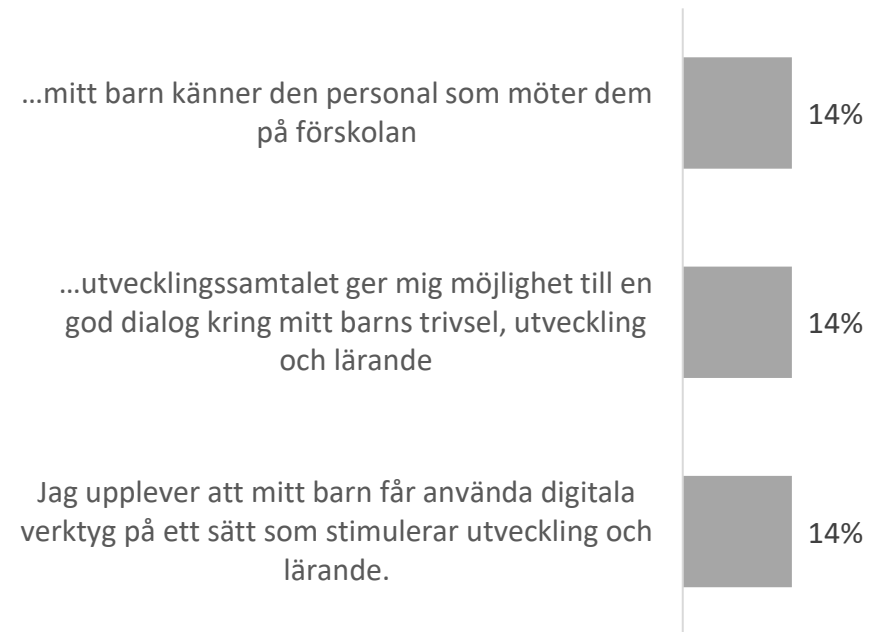 …mitt barn känner den personal som möter dem
på förskolan
14%
…utvecklingssamtalet ger mig möjlighet till en
god dialog kring mitt barns trivsel, utveckling
och lärande
14%
Jag upplever att mitt barn får använda digitala
verktyg på ett sätt som stimulerar utveckling och
lärande.
14%